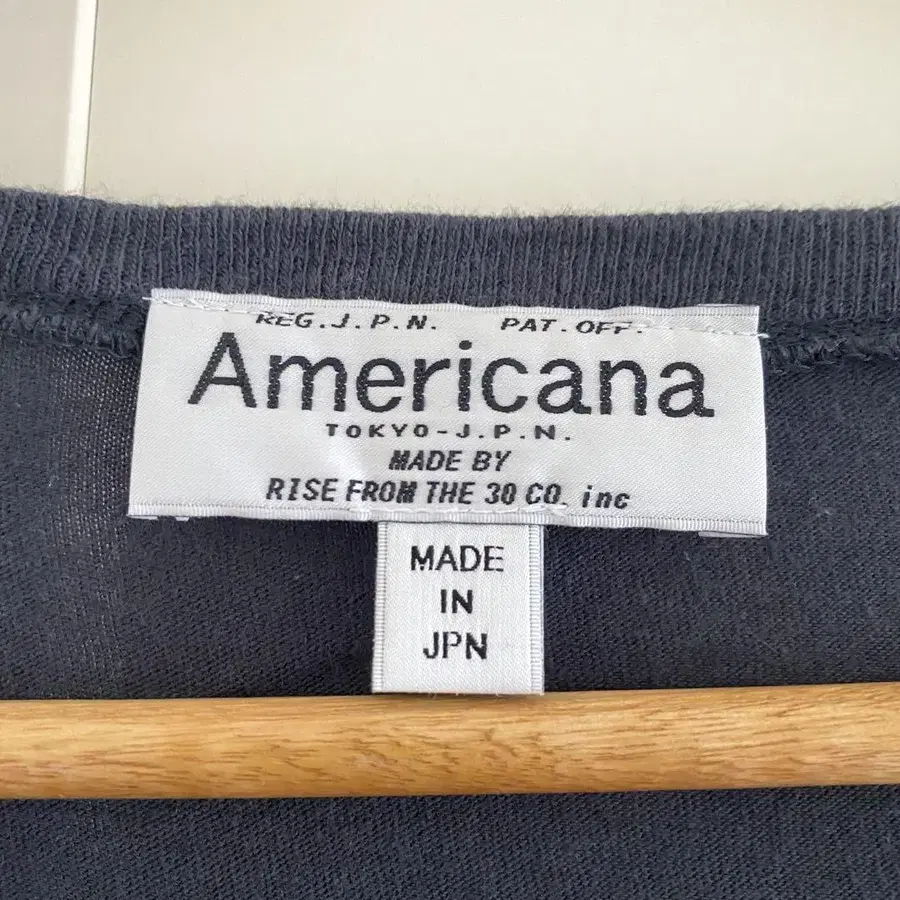 REG.J.P.N. PAT.OFF.
Americana
TOKYO-J.P.N.
MADE BY
RISE FROM THE 30 CO. inc
MADE
IN
JPN